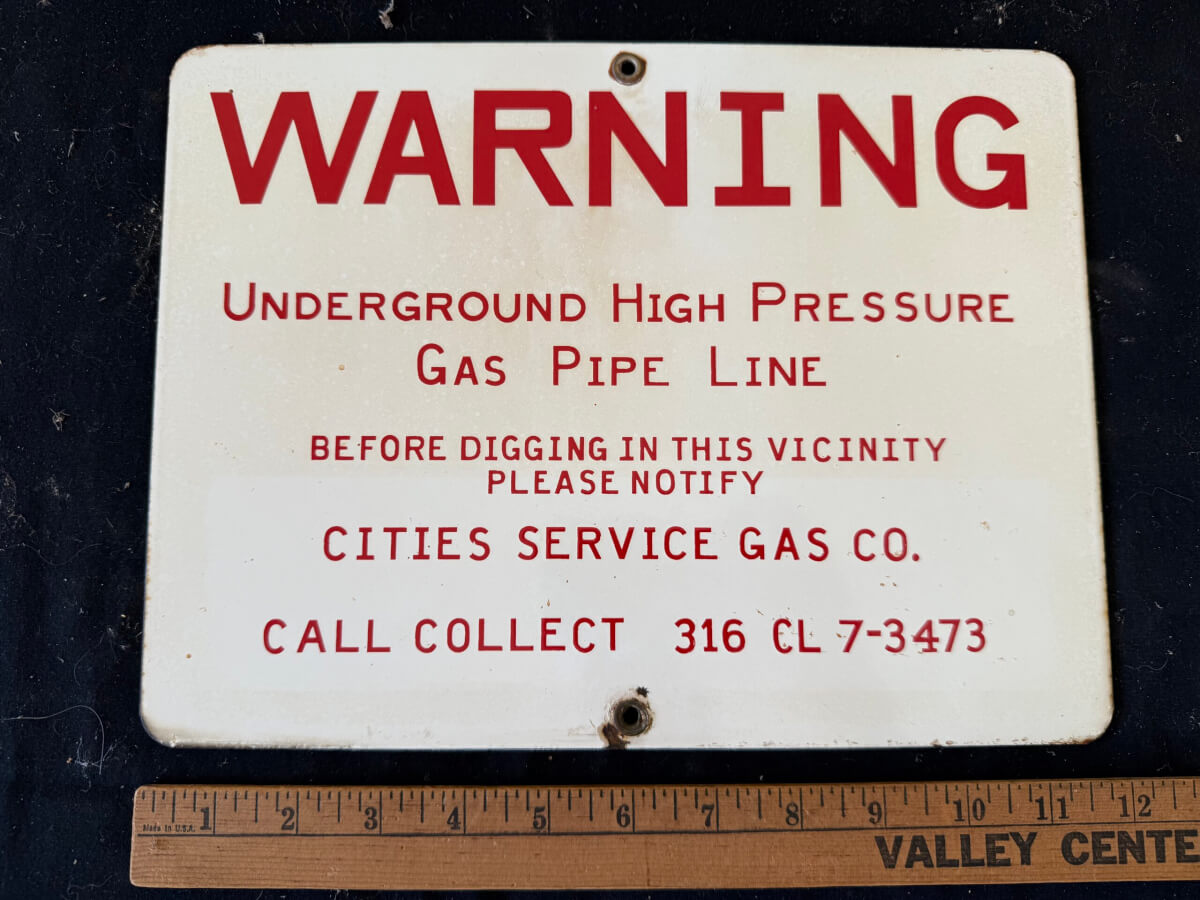 WARNING
UNDERGROUND HIGH PRESSURE
GAS PIPE LINE
BEFORE DIGGING IN THIS VICINITY
PLEASE NOTIFY
CITIES SERVICE GAS CO.
CALL COLLECT 316 CL 7-3473
1 2 3 4 5 6 7 8 9 10 11 12
Made in U.S.A.
VALLEY CENTE